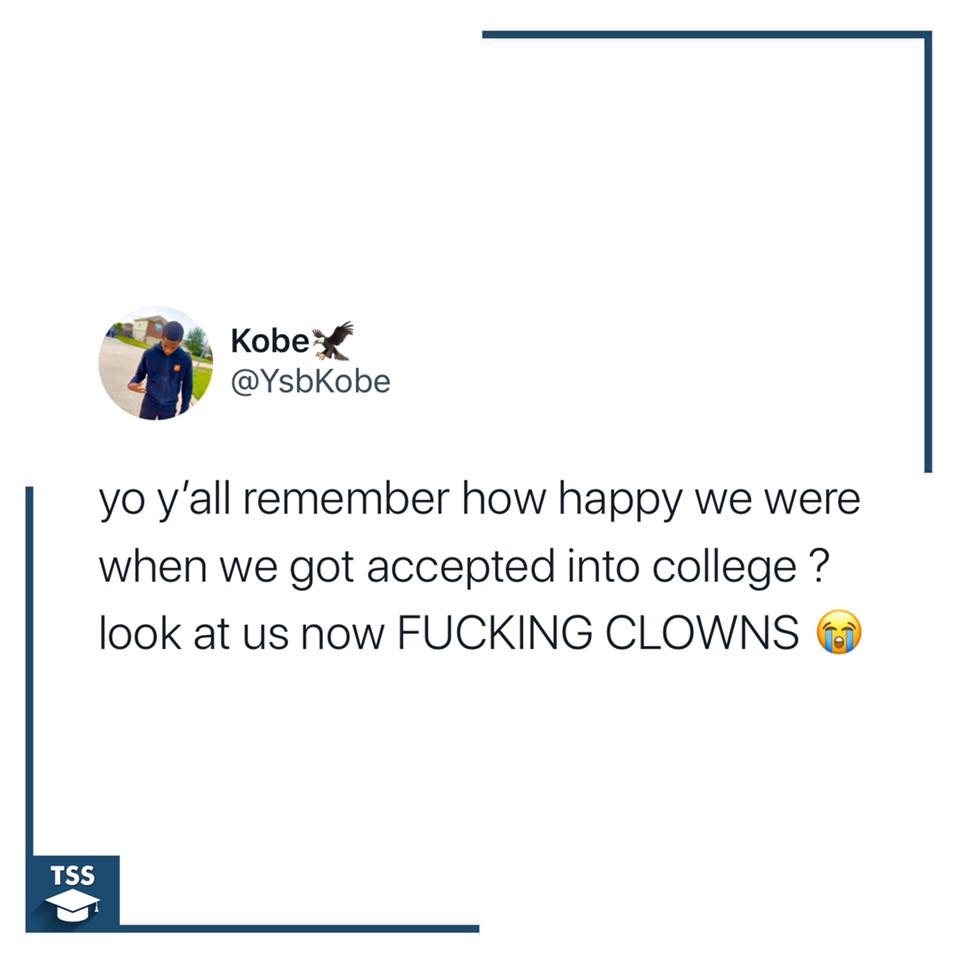 Kobe🦅
@YsbKobe
yo y’all remember how happy we were
when we got accepted into college ?
look at us now FUCKING CLOWNS 😭
TSS